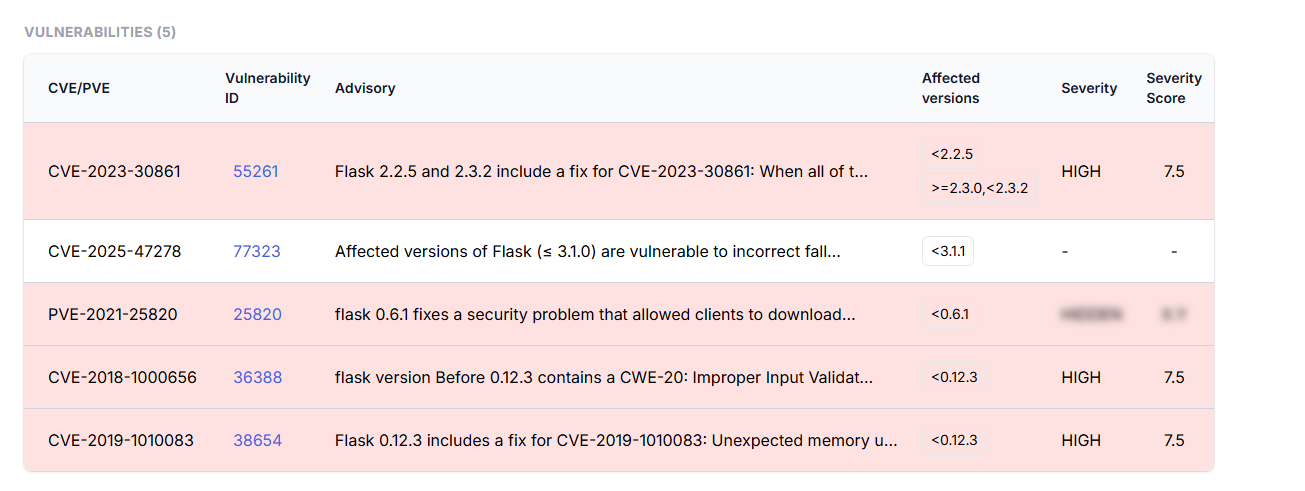 VULNERABILITIES (5)
CVE/PVE Vulnerability ID Advisory Affected versions Severity Severity Score
CVE-2023-30861 55261 Flask 2.2.5 and 2.3.2 include a fix for CVE-2023-30861: When all of t... <2.2.5 >=2.3.0,<2.3.2 HIGH 7.5
CVE-2025-47278 77323 Affected versions of Flask (≤ 3.1.0) are vulnerable to incorrect fall... <3.1.1 - -
PVE-2021-25820 25820 flask 0.6.1 fixes a security problem that allowed clients to download... <0.6.1
CVE-2018-1000656 36388 flask version Before 0.12.3 contains a CWE-20: Improper Input Validat... <0.12.3 HIGH 7.5
CVE-2019-1010083 38654 Flask 0.12.3 includes a fix for CVE-2019-1010083: Unexpected memory u... <0.12.3 HIGH 7.5